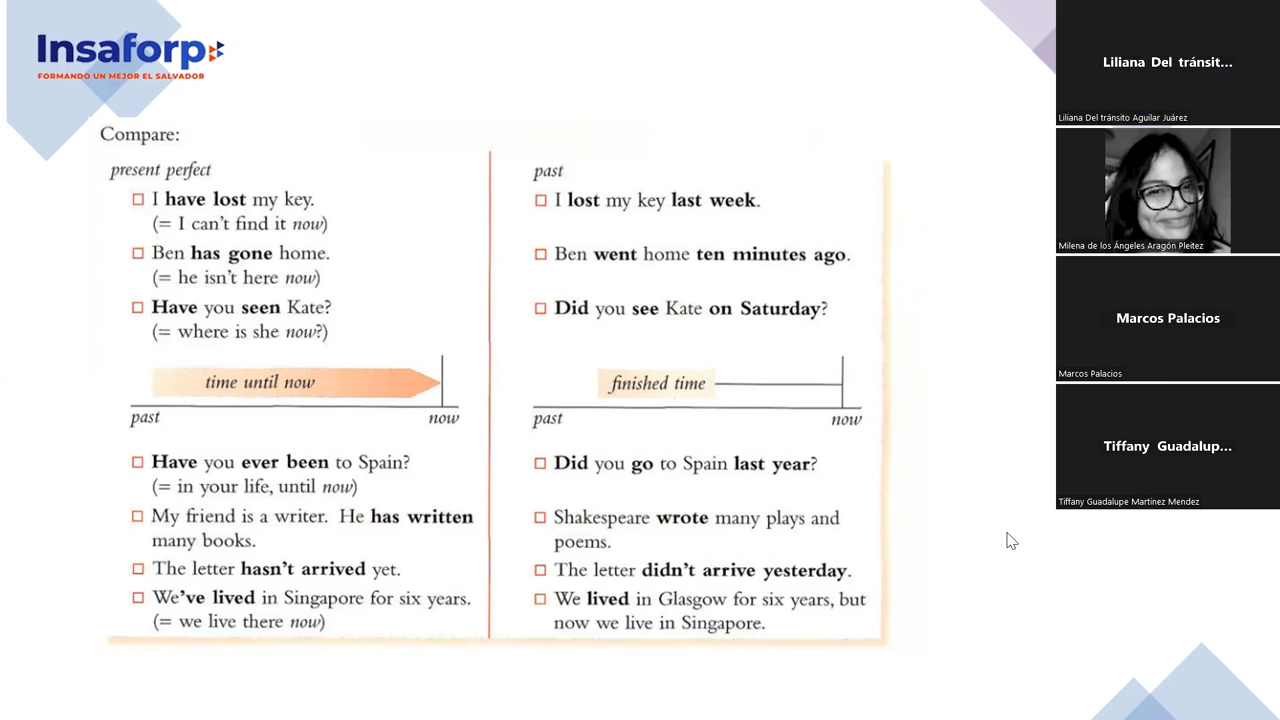 Insaforp
FORMANDO UN MEJOR EL SALVADOR
Compare:
present perfect
I have lost my key.
(= I can't find it now)
Ben has gone home.
(= he isn't here now)
Have you seen Kate?
(= where is she now?)
time until now
past now
Have you ever been to Spain?
(= in your life, until now)
My friend is a writer. He has written
many books.
The letter hasn't arrived yet.
We've lived in Singapore for six years.
(= we live there now)
past
I lost my key last week.
Ben went home ten minutes ago.
Did you see Kate on Saturday?
finished time
past now
Did you go to Spain last year?
Shakespeare wrote many plays and
poems.
The letter didn't arrive yesterday.
We lived in Glasgow for six years, but
now we live in Singapore.
Liliana Del tránsit...
Liliana Del tránsito Aguilar Juárez
Milena de los Ángeles Aragón Pleitez
Marcos Palacios
Marcos Palacios
Tiffany Guadalup...
Tiffany Guadalupe Martínez Mendez